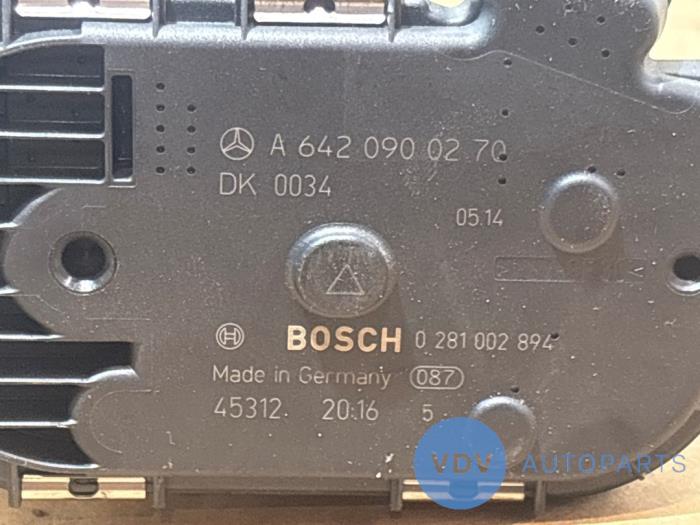 A 642 090 02 70
DK 0034
05.14
BOSCH 0 281 002 894
Made in Germany 087
45312 20:16 5
VDV AUTOPARTS